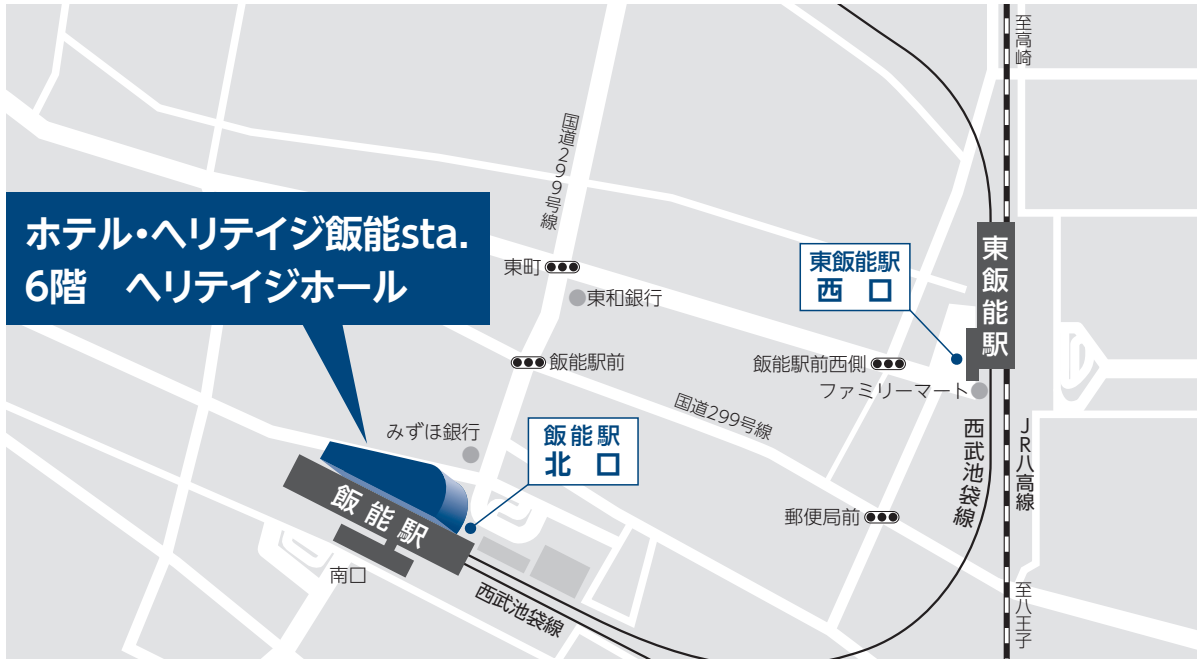 至高崎
国道299号線
ホテル・ヘリテイジ飯能sta.
6階　ヘリテイジホール
東町
東和銀行
東飯能駅
西　口
東飯能駅
飯能駅前
飯能駅前西側
ファミリーマート
国道299号線
みずほ銀行
飯能駅
北　口
西武池袋線
JR八高線
飯能駅
郵便局前
南口
西武池袋線
至八王子